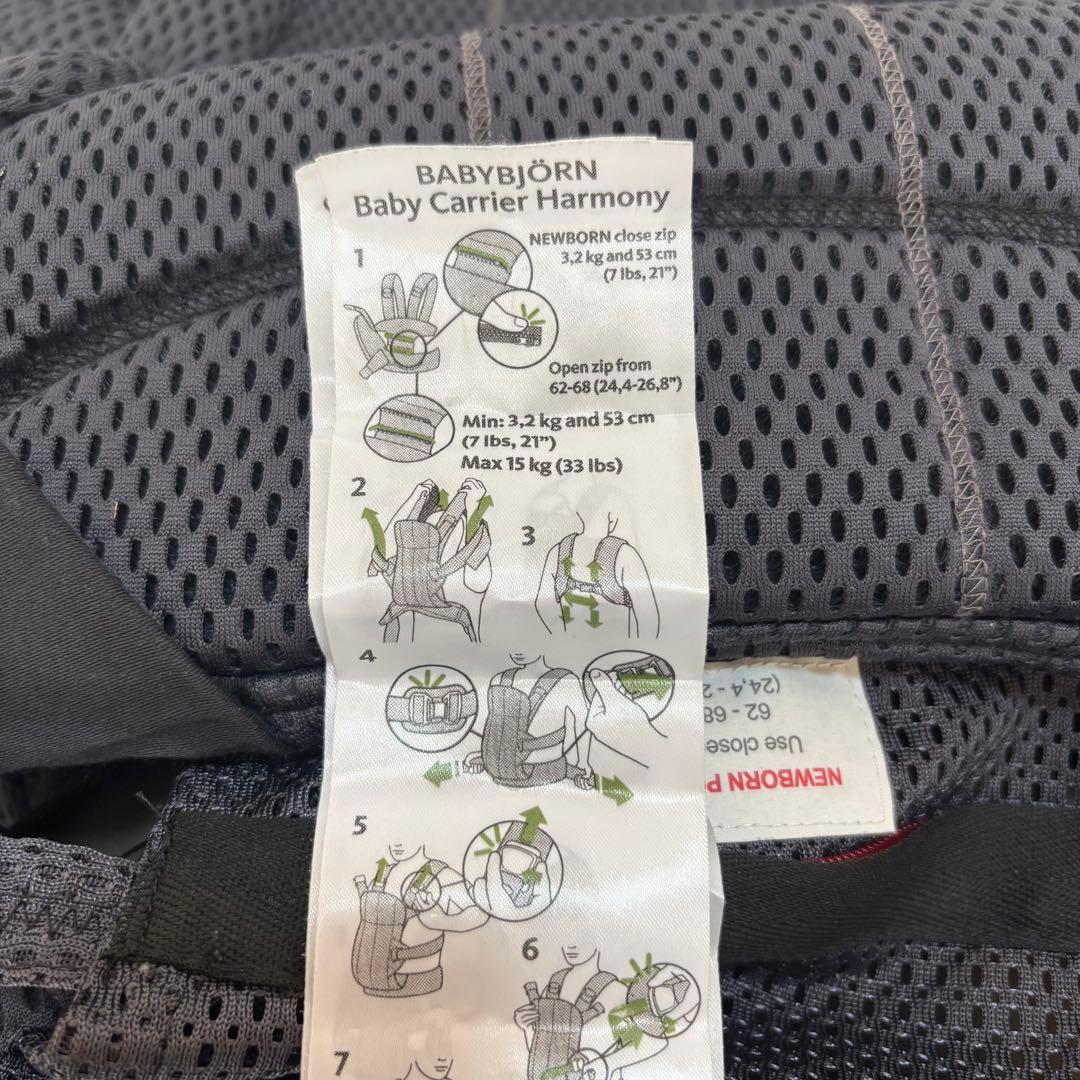 BABYBJÖRN
Baby Carrier Harmony
1
NEWBORN close zip
3,2 kg and 53 cm
(7 lbs, 21")
Open zip from
62-68 (24,4-26,8")
Min: 3,2 kg and 53 cm
(7 lbs, 21")
Max 15 kg (33 lbs)
2
3
4
5
6
7
NEWBORN
Use
62 - 68
(24,4 -